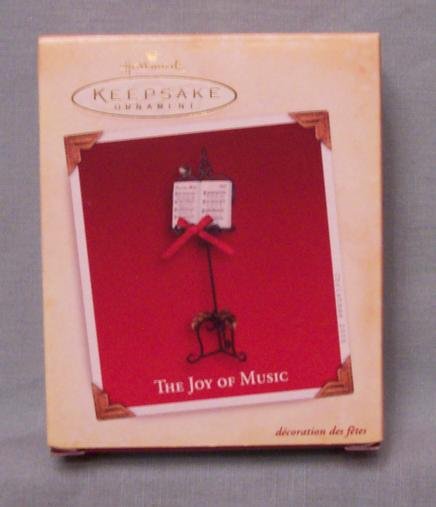 Hallmark
KEEPSAKE
ORNAMENT
THE JOY OF MUSIC
décoration des fêtes